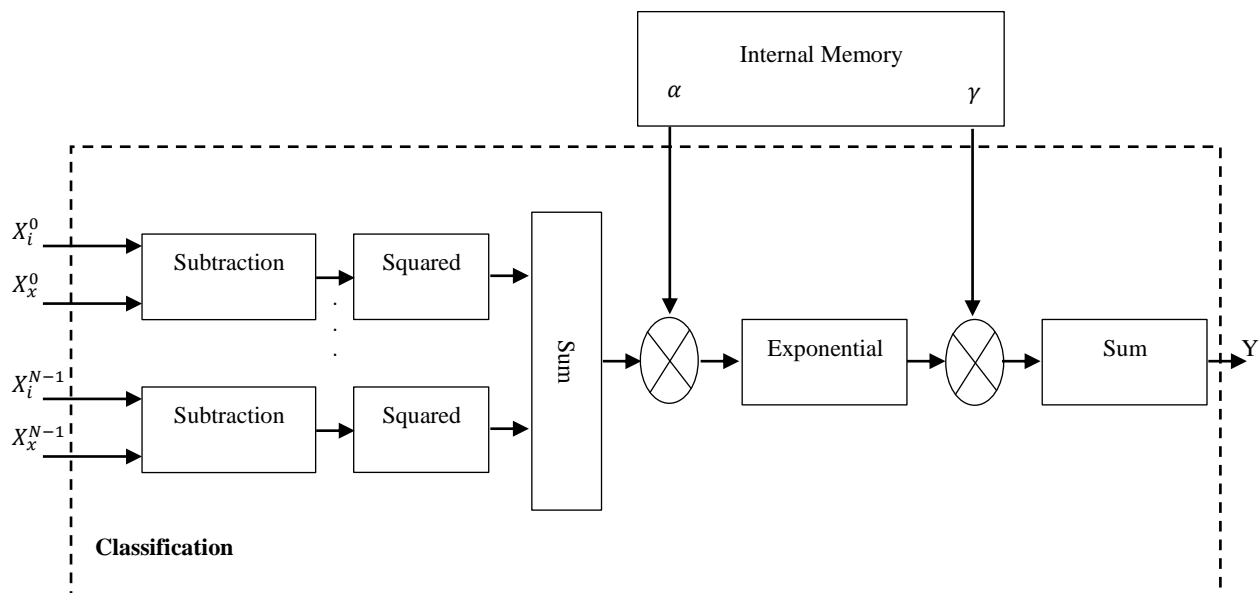 Internal Memory
α γ
X_i^0
X_x^0
Subtraction Squared
.
.
.
Sum
Exponential
Sum
Y
X_i^{N-1}
X_x^{N-1}
Subtraction Squared
Classification